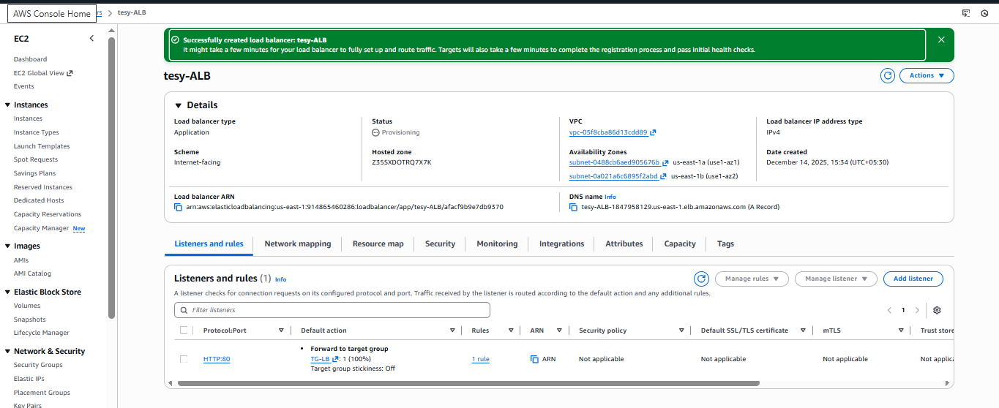 AWS Console Home
rs > tesy-ALB
EC2
Dashboard
EC2 Global View
Events
Instances
Instances
Instance Types
Launch Templates
Spot Requests
Savings Plans
Reserved Instances
Dedicated Hosts
Capacity Reservations
Capacity Manager New
Images
AMIs
AMI Catalog
Elastic Block Store
Volumes
Snapshots
Lifecycle Manager
Network & Security
Security Groups
Elastic IPs
Placement Groups
Key Pairs
Successfully created load balancer: tesy-ALB
It might take a few minutes for your load balancer to fully set up and route traffic. Targets will also take a few minutes to complete the registration process and pass initial health checks.
tesy-ALB
Actions
Details
Load balancer type
Application
Status
Provisioning
VPC
vpc-05f8cba86d13cdd89
Load balancer IP address type
IPv4
Scheme
Internet-facing
Hosted zone
Z35SXDOTRQ7X7K
Availability Zones
subnet-0488cb6aed905676b us-east-1a (use1-az1)
subnet-0a021a6c6895f2abd us-east-1b (use1-az2)
Date created
December 14, 2025, 15:34 (UTC+05:30)
Load balancer ARN
arn:aws:elasticloadbalancing:us-east-1:914865460286:loadbalancer/app/tesy-ALB/afacf9b9e7db9370
DNS name Info
tesy-ALB-1847958129.us-east-1.elb.amazonaws.com (A Record)
Listeners and rules Network mapping Resource map Security Monitoring Integrations Attributes Capacity Tags
Listeners and rules (1) Info
Manage rules Manage listener Add listener
A listener checks for connection requests on its configured protocol and port. Traffic received by the listener is routed according to the default action and any additional rules.
Filter listeners
1
Protocol:Port Default action Rules ARN Security policy Default SSL/TLS certificate mTLS Trust store
HTTP:80
Forward to target group
TG-LB: 1 (100%)
Target group stickiness: Off
1 rule
ARN
Not applicable
Not applicable
Not applicable
Not applica